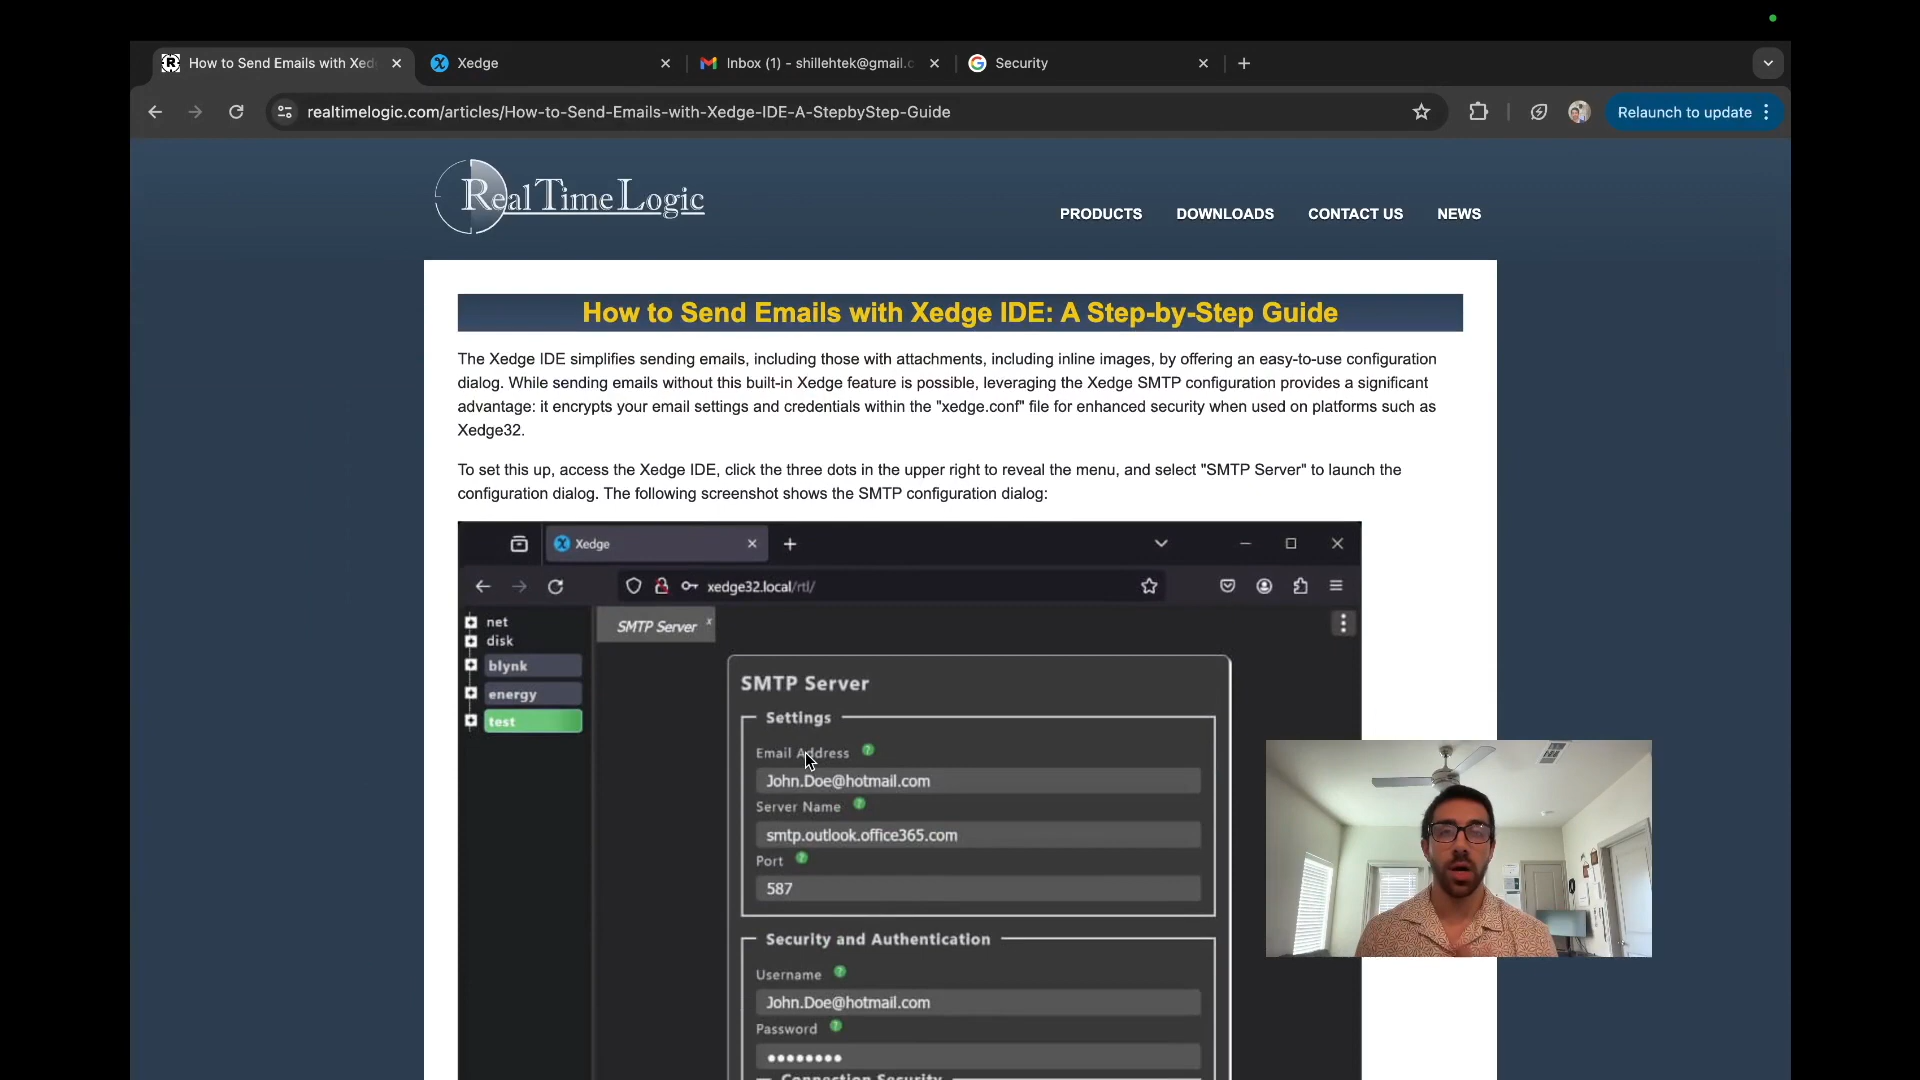 How to Send Emails with Xed
Xedge
Inbox (1) - shillehtek@gmail.c
Security
realtimelogic.com/articles/How-to-Send-Emails-with-Xedge-IDE-A-StepbyStep-Guide
Relaunch to update
Real Time Logic
PRODUCTS DOWNLOADS CONTACT US NEWS
How to Send Emails with Xedge IDE: A Step-by-Step Guide
The Xedge IDE simplifies sending emails, including those with attachments, including inline images, by offering an easy-to-use configuration
dialog. While sending emails without this built-in Xedge feature is possible, leveraging the Xedge SMTP configuration provides a significant
advantage: it encrypts your email settings and credentials within the "xedge.conf" file for enhanced security when used on platforms such as
Xedge32.
To set this up, access the Xedge IDE, click the three dots in the upper right to reveal the menu, and select "SMTP Server" to launch the
configuration dialog. The following screenshot shows the SMTP configuration dialog:
Xedge
xedge32.local/rtl/
net
disk
blynk
energy
test
SMTP Server x
SMTP Server
Settings
Email Address ?
John.Doe@hotmail.com
Server Name ?
smtp.outlook.office365.com
Port ?
587
Security and Authentication
Username ?
John.Doe@hotmail.com
Password ?
••••••••
Connection Security